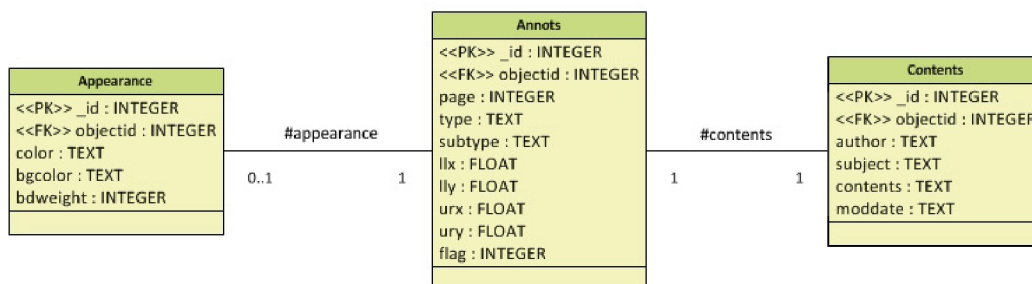 Appearance
<<PK>> _id : INTEGER
<<FK>> objectid : INTEGER
color : TEXT
bgcolor : TEXT
bdweight : INTEGER
#appearance
0..1
1
Annots
<<PK>> _id : INTEGER
<<FK>> objectid : INTEGER
page : INTEGER
type : TEXT
subtype : TEXT
llx : FLOAT
lly : FLOAT
urx : FLOAT
ury : FLOAT
flag : INTEGER
#contents
1
1
Contents
<<PK>> _id : INTEGER
<<FK>> objectid : INTEGER
author : TEXT
subject : TEXT
contents : TEXT
moddate : TEXT